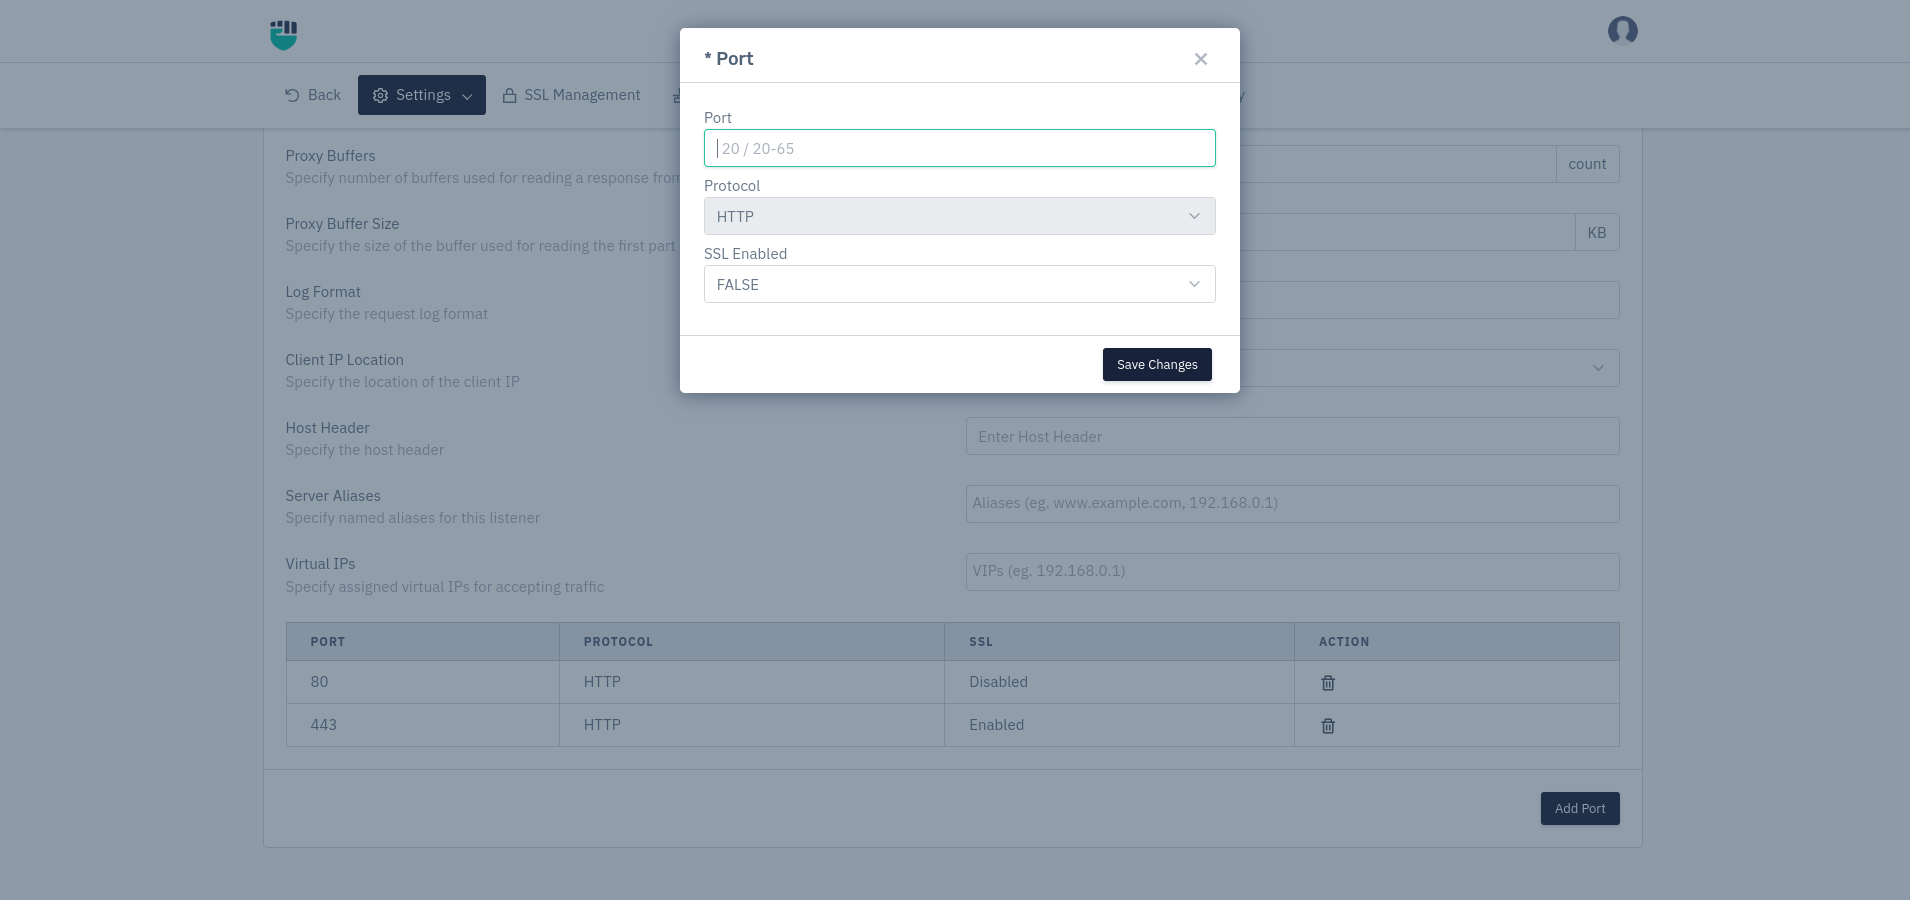 * Port
Back
Settings
SSL Management
y
Port
20 / 20-65
Protocol
HTTP
SSL Enabled
FALSE
Save Changes
Proxy Buffers
Specify number of buffers used for reading a response from
count
Proxy Buffer Size
Specify the size of the buffer used for reading the first part
KB
Log Format
Specify the request log format
Client IP Location
Specify the location of the client IP
Host Header
Specify the host header
Enter Host Header
Server Aliases
Specify named aliases for this listener
Aliases (eg. www.example.com, 192.168.0.1)
Virtual IPs
Specify assigned virtual IPs for accepting traffic
VIPs (eg. 192.168.0.1)
PORT PROTOCOL SSL ACTION
80 HTTP Disabled
443 HTTP Enabled
Add Port